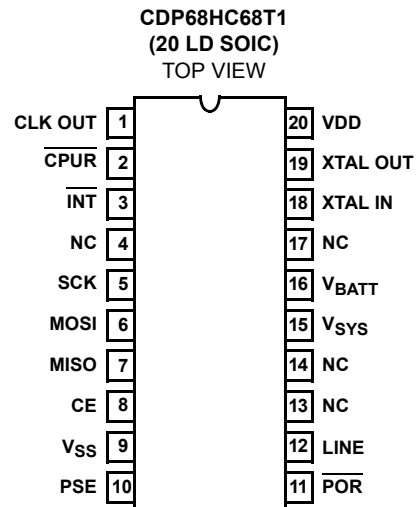 CDP68HC68T1
(20 LD SOIC)
TOP VIEW
CLK OUT 1 20 VDD
CPUR 2 19 XTAL OUT
INT 3 18 XTAL IN
NC 4 17 NC
SCK 5 16 VBATT
MOSI 6 15 VSYS
MISO 7 14 NC
CE 8 13 NC
VSS 9 12 LINE
PSE 10 11 POR